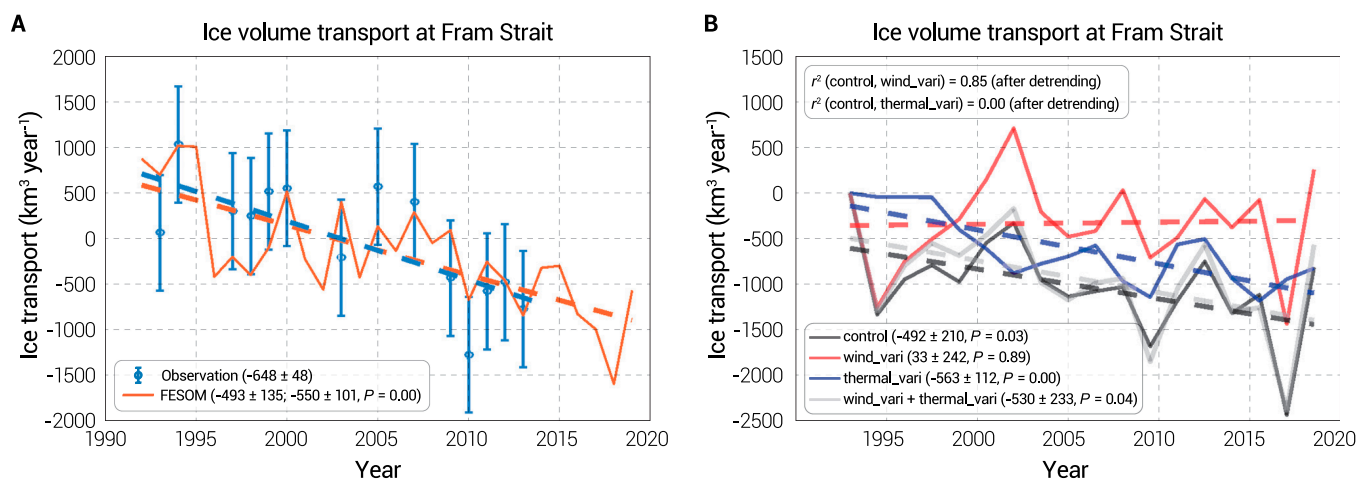 A
Ice volume transport at Fram Strait
Ice transport (km³ year⁻¹)
2000
1500
1000
500
0
−500
−1000
−1500
−2000
Observation (−648 ± 48)
FESOM (−493 ± 135; −550 ± 101, P = 0.00)
1990 1995 2000 2005 2010 2015 2020
Year
B
Ice volume transport at Fram Strait
Ice transport (km³ year⁻¹)
1500
1000
500
0
−500
−1000
−1500
−2000
−2500
r² (control, wind_vari) = 0.85 (after detrending)
r² (control, thermal_vari) = 0.00 (after detrending)
control (−492 ± 210, P = 0.03)
wind_vari (33 ± 242, P = 0.89)
thermal_vari (−563 ± 112, P = 0.00)
wind_vari + thermal_vari (−530 ± 233, P = 0.04)
1995 2000 2005 2010 2015 2020
Year